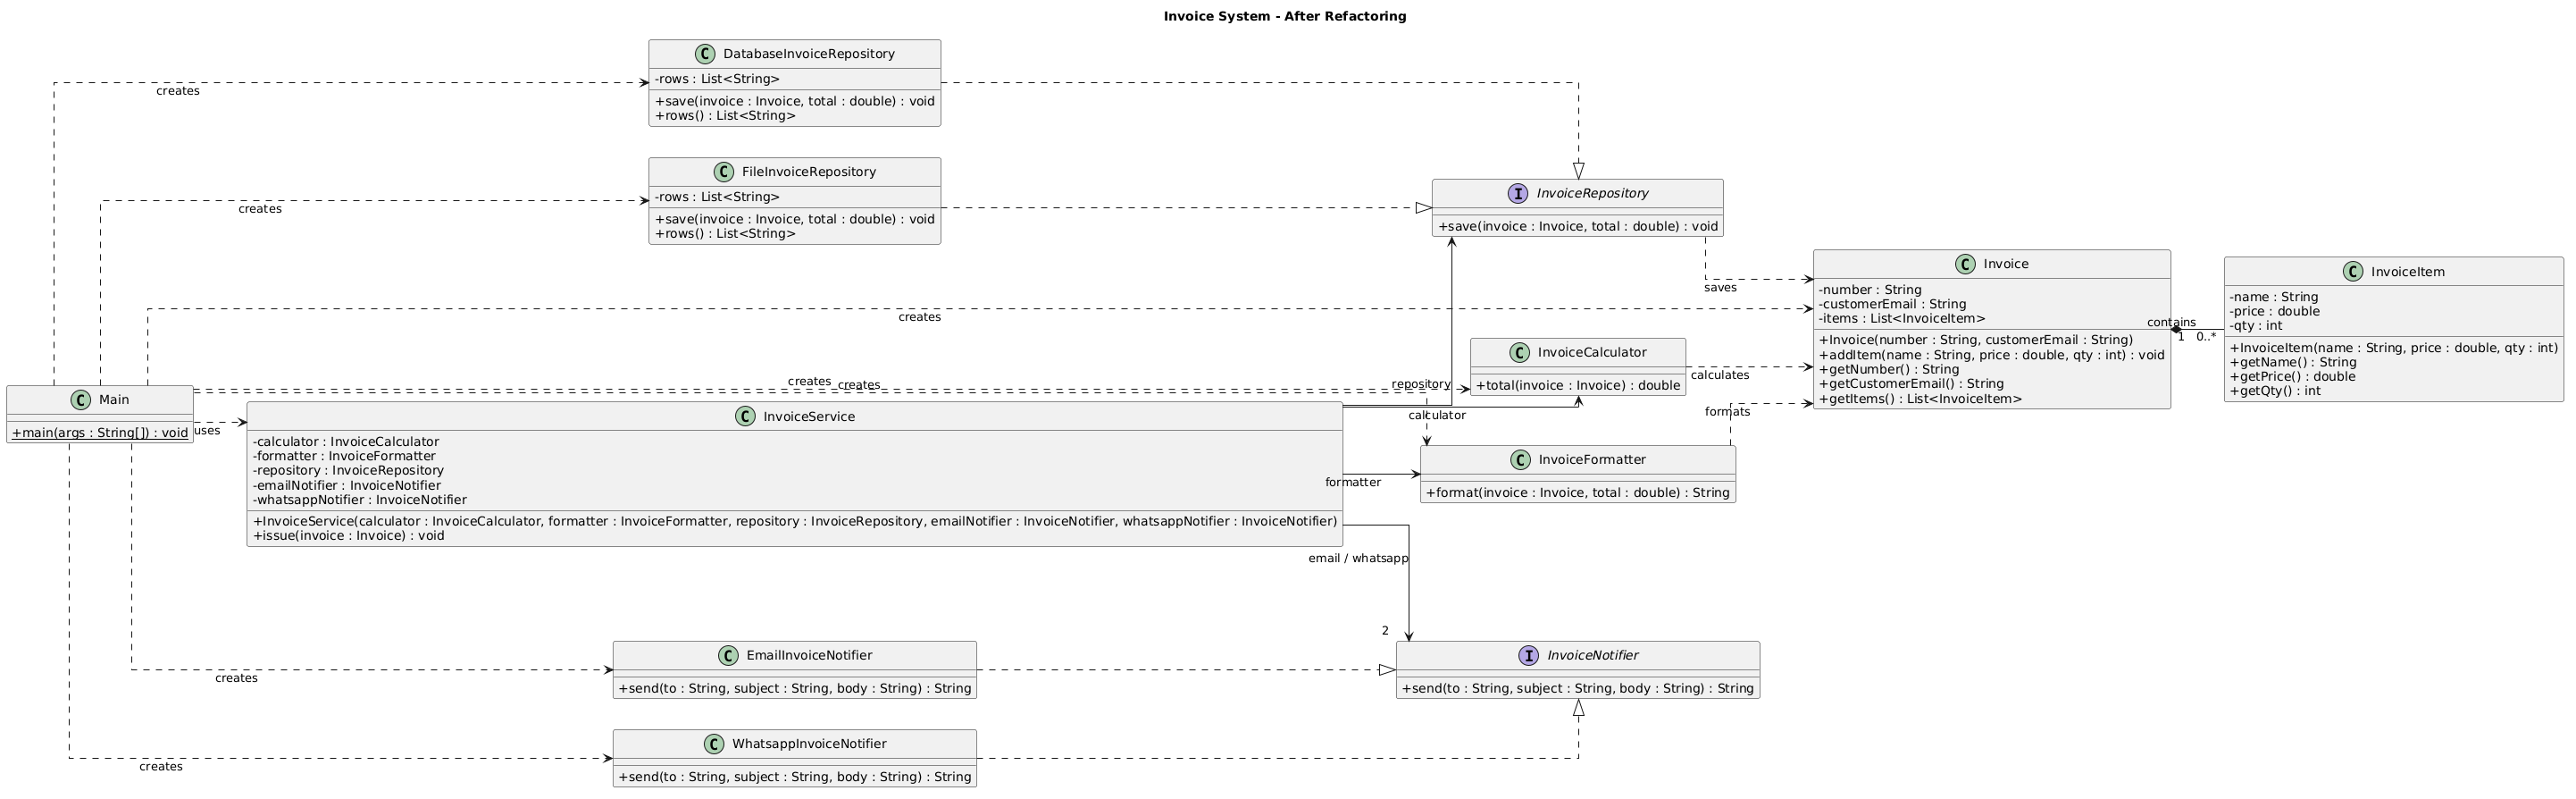 Invoice System - After Refactoring
C DatabaseInvoiceRepository
-rows : List<String>
+save(invoice : Invoice, total : double) : void
+rows() : List<String>
creates
C FileInvoiceRepository
-rows : List<String>
+save(invoice : Invoice, total : double) : void
+rows() : List<String>
creates
I InvoiceRepository
+save(invoice : Invoice, total : double) : void
saves
creates
C Invoice
-number : String
-customerEmail : String
-items : List<InvoiceItem>
+Invoice(number : String, customerEmail : String)
+addItem(name : String, price : double, qty : int) : void
+getNumber() : String
+getCustomerEmail() : String
+getItems() : List<InvoiceItem>
contains
1 0..*
C InvoiceItem
-name : String
-price : double
-qty : int
+InvoiceItem(name : String, price : double, qty : int)
+getName() : String
+getPrice() : double
+getQty() : int
C InvoiceCalculator
+total(invoice : Invoice) : double
calculates
creates
creates
repository
calculator
formats
C Main
+main(args : String[]) : void
uses
C InvoiceService
-calculator : InvoiceCalculator
-formatter : InvoiceFormatter
-repository : InvoiceRepository
-emailNotifier : InvoiceNotifier
-whatsappNotifier : InvoiceNotifier
+InvoiceService(calculator : InvoiceCalculator, formatter : InvoiceFormatter, repository : InvoiceRepository, emailNotifier : InvoiceNotifier, whatsappNotifier : InvoiceNotifier)
+issue(invoice : Invoice) : void
formatter
C InvoiceFormatter
+format(invoice : Invoice, total : double) : String
email / whatsapp
2
C EmailInvoiceNotifier
+send(to : String, subject : String, body : String) : String
creates
I InvoiceNotifier
+send(to : String, subject : String, body : String) : String
C WhatsappInvoiceNotifier
+send(to : String, subject : String, body : String) : String
creates